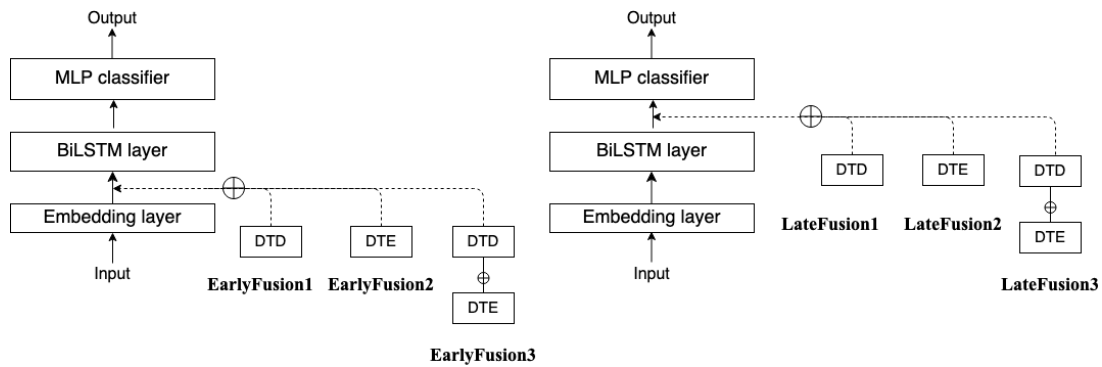 Output
MLP classifier
BiLSTM layer
Embedding layer
Input
DTD
DTE
DTD
DTE
EarlyFusion1
EarlyFusion2
EarlyFusion3
Output
MLP classifier
BiLSTM layer
Embedding layer
Input
DTD
DTE
DTD
DTE
LateFusion1
LateFusion2
LateFusion3